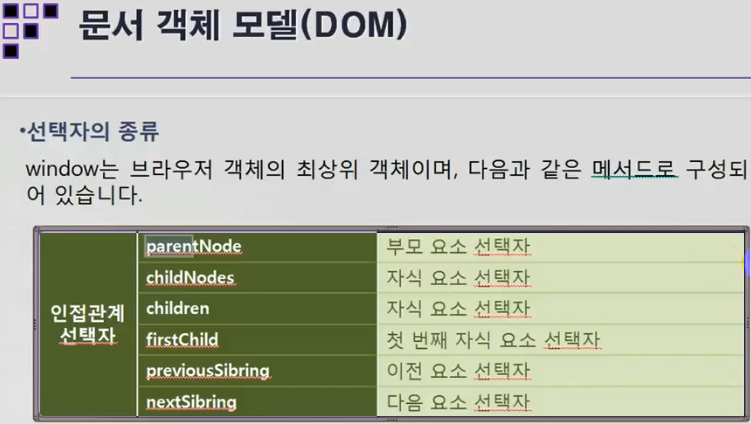 문서 객체 모델(DOM)
•선택자의 종류
window는 브라우저 객체의 최상위 객체이며, 다음과 같은 메서드로 구성되
어 있습니다.
인접관계
선택자
parentNode 부모 요소 선택자
childNodes 자식 요소 선택자
children 자식 요소 선택자
firstChild 첫 번째 자식 요소 선택자
previousSibring 이전 요소 선택자
nextSibring 다음 요소 선택자